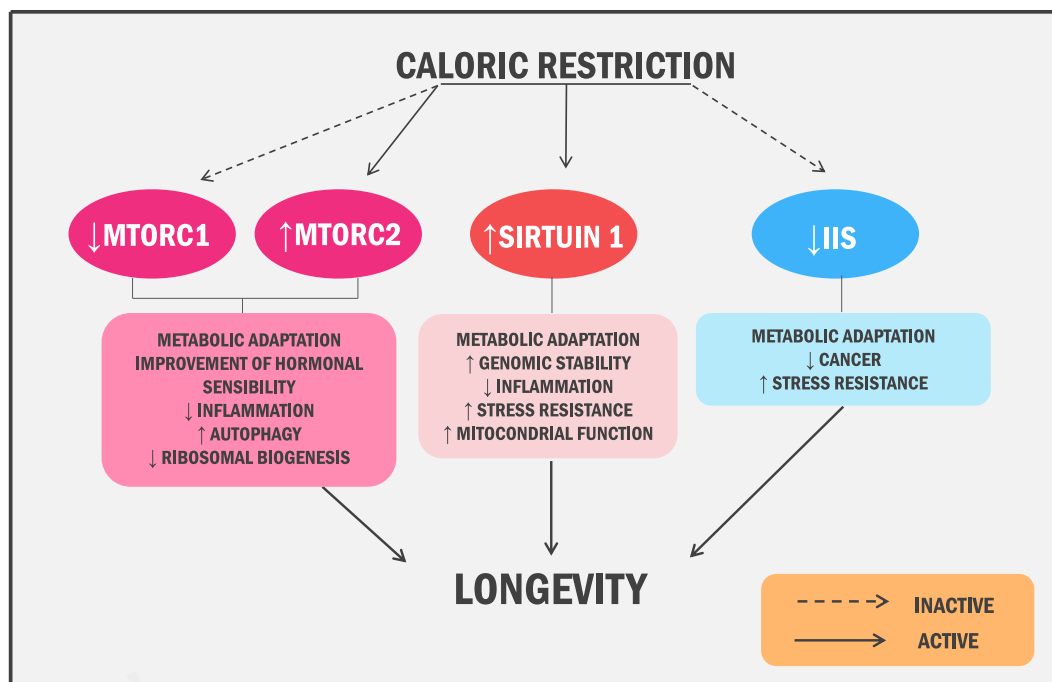 CALORIC RESTRICTION
↓MTORC1
↑MTORC2
↑SIRTUIN 1
↓IIS
METABOLIC ADAPTATION
IMPROVEMENT OF HORMONAL
SENSIBILITY
↓ INFLAMMATION
↑ AUTOPHAGY
↓ RIBOSOMAL BIOGENESIS
METABOLIC ADAPTATION
↑ GENOMIC STABILITY
↓ INFLAMMATION
↑ STRESS RESISTANCE
↑ MITOCONDRIAL FUNCTION
METABOLIC ADAPTATION
↓ CANCER
↑ STRESS RESISTANCE
LONGEVITY
INACTIVE
ACTIVE